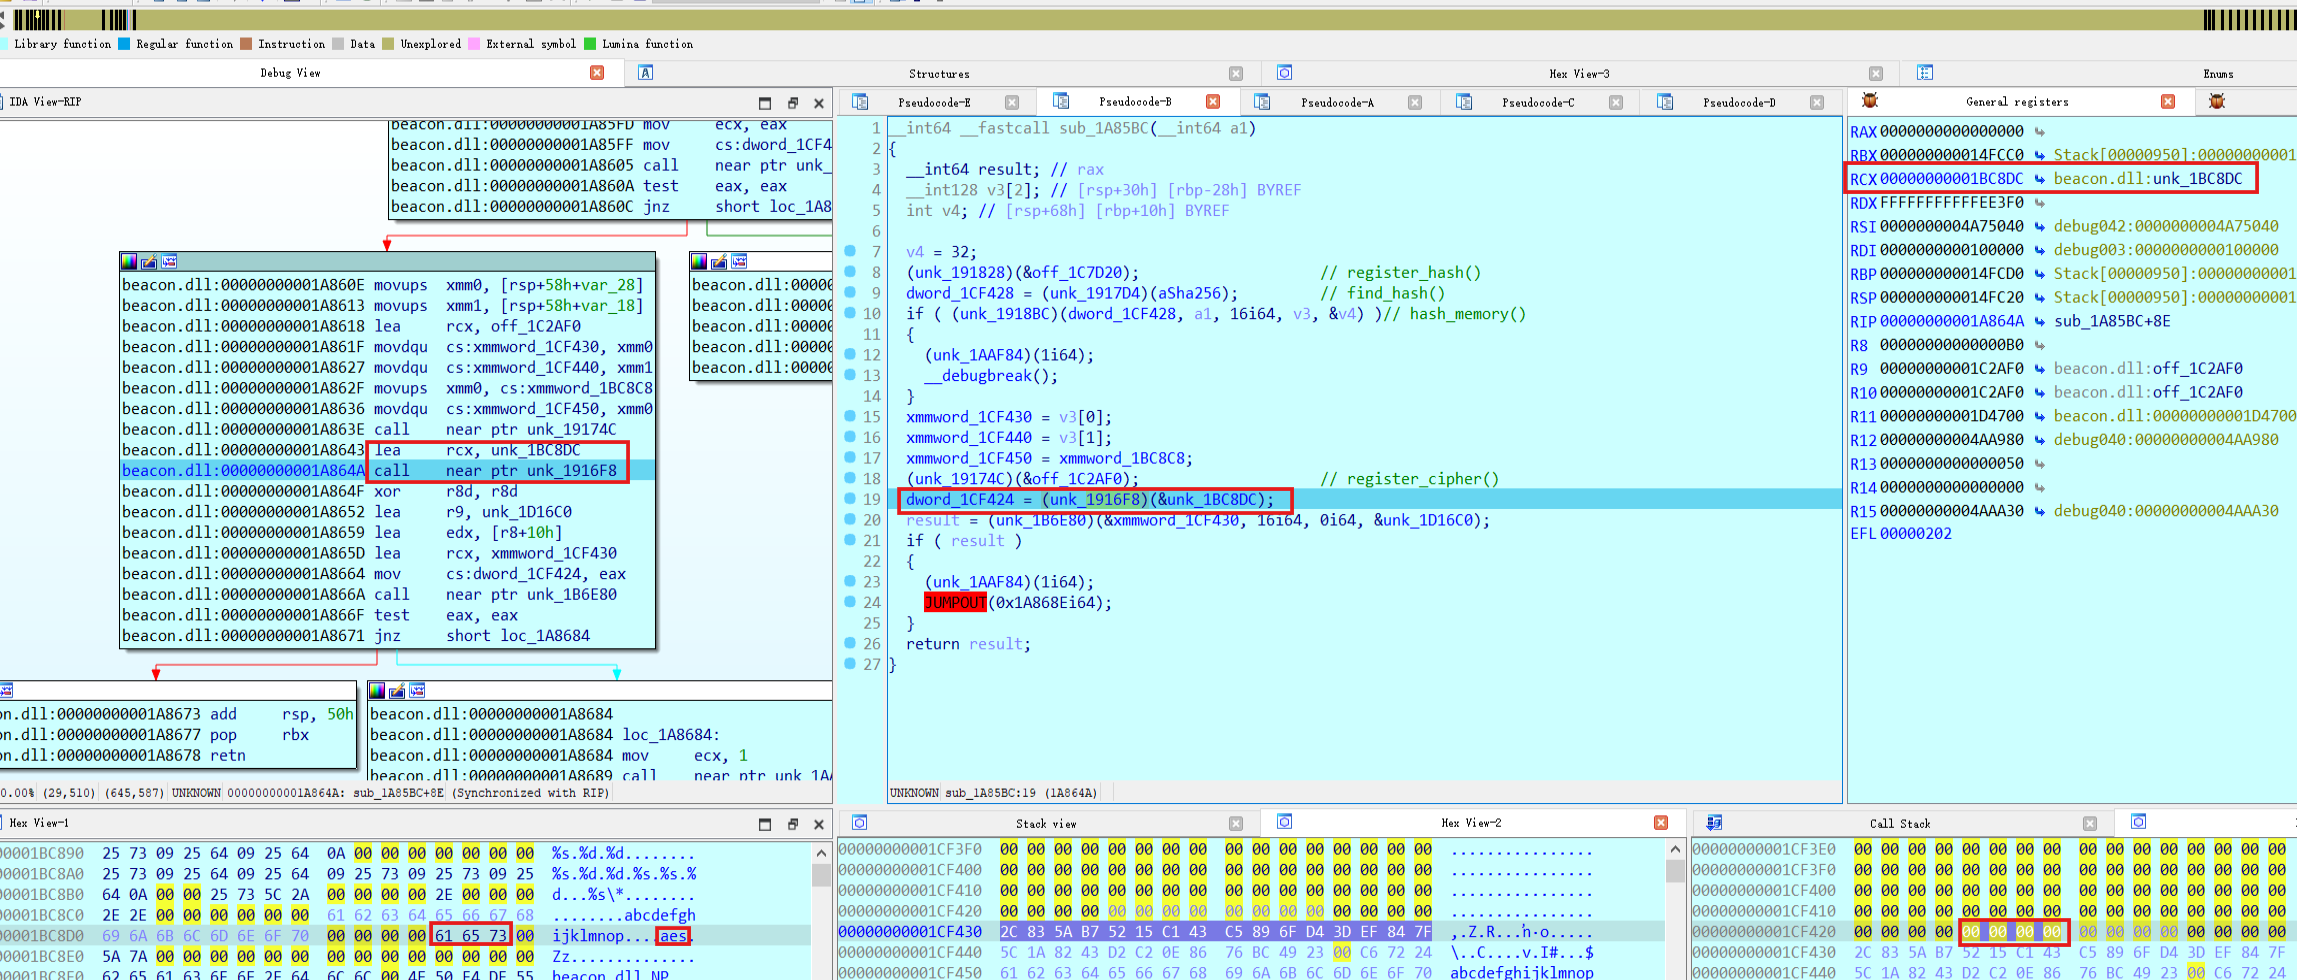 Library function Regular function Instruction Data Unexplored External symbol Lumina function
Debug View Structures Hex View-3 Enums
IDA View-RIP
beacon.dll:00000000001A85FD mov ecx, eax
beacon.dll:00000000001A85FF mov cs:dword_1CF4
beacon.dll:00000000001A8605 call near ptr unk_
beacon.dll:00000000001A860A test eax, eax
beacon.dll:00000000001A860C jnz short loc_1A8
beacon.dll:00000000001A860E movups xmm0, [rsp+58h+var_28]
beacon.dll:00000000001A8613 movups xmm1, [rsp+58h+var_18]
beacon.dll:00000000001A8618 lea rcx, off_1C2AF0
beacon.dll:00000000001A861F movdqu cs:xmmword_1CF430, xmm0
beacon.dll:00000000001A8627 movdqu cs:xmmword_1CF440, xmm1
beacon.dll:00000000001A862F movups xmm0, cs:xmmword_1BC8C8
beacon.dll:00000000001A8636 movdqu cs:xmmword_1CF450, xmm0
beacon.dll:00000000001A863E call near ptr unk_19174C
beacon.dll:00000000001A8643 lea rcx, unk_1BC8DC
beacon.dll:00000000001A864A call near ptr unk_1916F8
beacon.dll:00000000001A864F xor r8d, r8d
beacon.dll:00000000001A8652 lea r9, unk_1D16C0
beacon.dll:00000000001A8659 lea edx, [r8+10h]
beacon.dll:00000000001A865D lea rcx, xmmword_1CF430
beacon.dll:00000000001A8664 mov cs:dword_1CF424, eax
beacon.dll:00000000001A866A call near ptr unk_1B6E80
beacon.dll:00000000001A866F test eax, eax
beacon.dll:00000000001A8671 jnz short loc_1A8684
beacon.dll:0000
beacon.dll:0000
beacon.dll:0000
beacon.dll:0000
beacon.dll:0000
on.dll:00000000001A8673 add rsp, 50h
on.dll:00000000001A8677 pop rbx
on.dll:00000000001A8678 retn
beacon.dll:00000000001A8684
beacon.dll:00000000001A8684 loc_1A8684:
beacon.dll:00000000001A8684 mov ecx, 1
beacon.dll:00000000001A8689 call near ptr unk_1AA
0.00% (29,510) (645,587) UNKNOWN 00000000001A864A: sub_1A85BC+8E (Synchronized with RIP)
Pseudocode-E Pseudocode-B Pseudocode-A Pseudocode-C Pseudocode-D
1 __int64 __fastcall sub_1A85BC(__int64 a1)
2 {
3 __int64 result; // rax
4 __int128 v3[2]; // [rsp+30h] [rbp-28h] BYREF
5 int v4; // [rsp+68h] [rbp+10h] BYREF
6
7 v4 = 32;
8 (unk_191828)(&off_1C7D20); // register_hash()
9 dword_1CF428 = (unk_1917D4)(aSha256); // find_hash()
10 if ( (unk_1918BC)(dword_1CF428, a1, 16i64, v3, &v4) )// hash_memory()
11 {
12 (unk_1AAF84)(1i64);
13 __debugbreak();
14 }
15 xmmword_1CF430 = v3[0];
16 xmmword_1CF440 = v3[1];
17 xmmword_1CF450 = xmmword_1BC8C8;
18 (unk_19174C)(&off_1C2AF0); // register_cipher()
19 dword_1CF424 = (unk_1916F8)(&unk_1BC8DC);
20 result = (unk_1B6E80)(&xmmword_1CF430, 16i64, 0i64, &unk_1D16C0);
21 if ( result )
22 {
23 (unk_1AAF84)(1i64);
24 JUMPOUT(0x1A868Ei64);
25 }
26 return result;
27 }
UNKNOWN sub_1A85BC:19 (1A864A)
General registers
RAX 0000000000000000
RBX 000000000014FCC0 Stack[00000950]:00000000001
RCX 00000000001BC8DC beacon.dll:unk_1BC8DC
RDX FFFFFFFFFFFEE3F0
RSI 0000000004A75040 debug042:0000000004A75040
RDI 0000000000100000 debug003:0000000000100000
RBP 000000000014FCD0 Stack[00000950]:00000000001
RSP 000000000014FC20 Stack[00000950]:00000000001
RIP 00000000001A864A sub_1A85BC+8E
R8 00000000000000B0
R9 00000000001C2AF0 beacon.dll:off_1C2AF0
R10 00000000001C2AF0 beacon.dll:off_1C2AF0
R11 00000000001D4700 beacon.dll:00000000001D4700
R12 00000000004AA980 debug040:00000000004AA980
R13 0000000000000050
R14 0000000000000000
R15 00000000004AAA30 debug040:00000000004AAA30
EFL 00000202
Hex View-1
00001BC890 25 73 09 25 64 09 25 64 0A 00 00 00 00 00 00 00 %s.%d.%d........
00001BC8A0 25 73 09 25 64 09 25 64 09 25 73 09 25 73 09 25 %s.%d.%d.%s.%s.%
00001BC8B0 64 0A 00 00 25 73 5C 2A 00 00 00 00 2E 00 00 00 d...%s\*........
00001BC8C0 2E 2E 00 00 00 00 00 00 61 62 63 64 65 66 67 68 ........abcdefgh
00001BC8D0 69 6A 6B 6C 6D 6E 6F 70 00 00 00 00 61 65 73 00 ijklmnop....aes.
00001BC8E0 5A 7A 00 00 00 00 00 00 00 00 00 00 00 00 00 00 Zz..............
Stack view Hex View-2
00000000001CF3F0 00 00 00 00 00 00 00 00 00 00 00 00 00 00 00 00 ................
00000000001CF400 00 00 00 00 00 00 00 00 00 00 00 00 00 00 00 00 ................
00000000001CF410 00 00 00 00 00 00 00 00 00 00 00 00 00 00 00 00 ................
00000000001CF420 00 00 00 00 00 00 00 00 00 00 00 00 00 00 00 00 ................
00000000001CF430 2C 83 5A B7 52 15 C1 43 C5 89 6F D4 3D EF 84 7F
00000000001CF440 5C 1A 82 43 D2 C2 0E 86 76 BC 49 23 00 C6 72 24 \..C....v.I#...$
00000000001CF450 61 62 63 64 65 66 67 68 69 6A 6B 6C 6D 6E 6F 70 abcdefghijklmnop
Call Stack
00000000001CF3E0 00 00 00 00 00 00 00 00 00 00 00 00 00 00 00 00
00000000001CF3F0 00 00 00 00 00 00 00 00 00 00 00 00 00 00 00 00
00000000001CF400 00 00 00 00 00 00 00 00 00 00 00 00 00 00 00 00
00000000001CF410 00 00 00 00 00 00 00 00 00 00 00 00 00 00 00 00
00000000001CF420 00 00 00 00 00 00 00 00 00 00 00 00 00 00 00 00
00000000001CF430 2C 83 5A B7 52 15 C1 43 C5 89 6F D4 3D EF 84 7F
00000000001CF440 5C 1A 82 43 D2 C2 0E 86 76 BC 49 23 00 C6 72 24